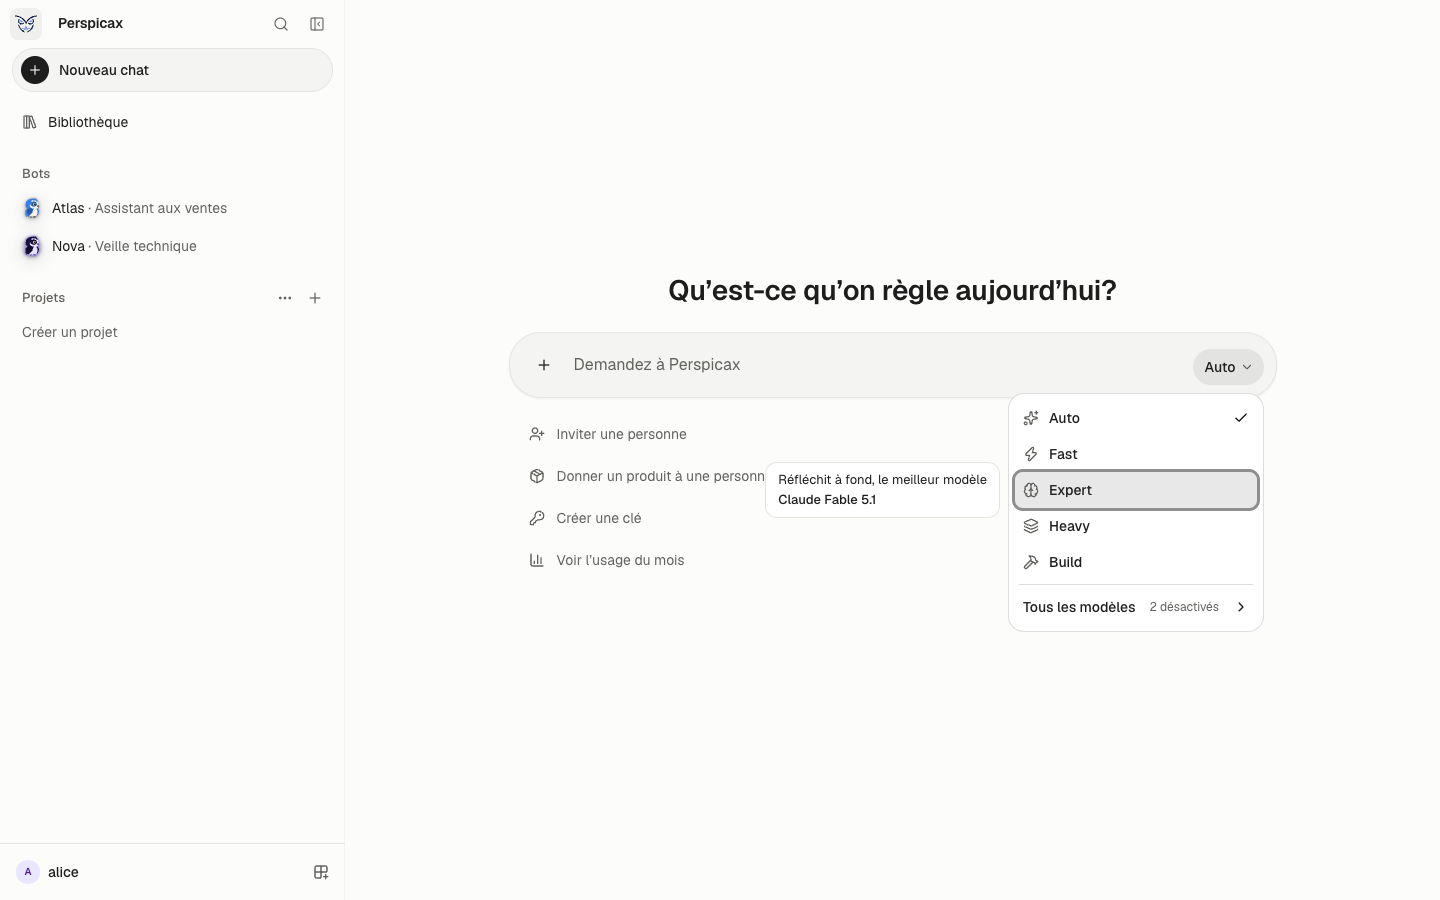 Perspicax
Nouveau chat
Bibliothèque
Bots
Atlas · Assistant aux ventes
Nova · Veille technique
Projets
Créer un projet
A
alice
Qu’est-ce qu’on règle aujourd’hui?
Demandez à Perspicax
Auto
Inviter une personne
Donner un produit à une personn
Créer une clé
Voir l’usage du mois
Réfléchit à fond, le meilleur modèle
Claude Fable 5.1
Auto
Fast
Expert
Heavy
Build
Tous les modèles 2 désactivés